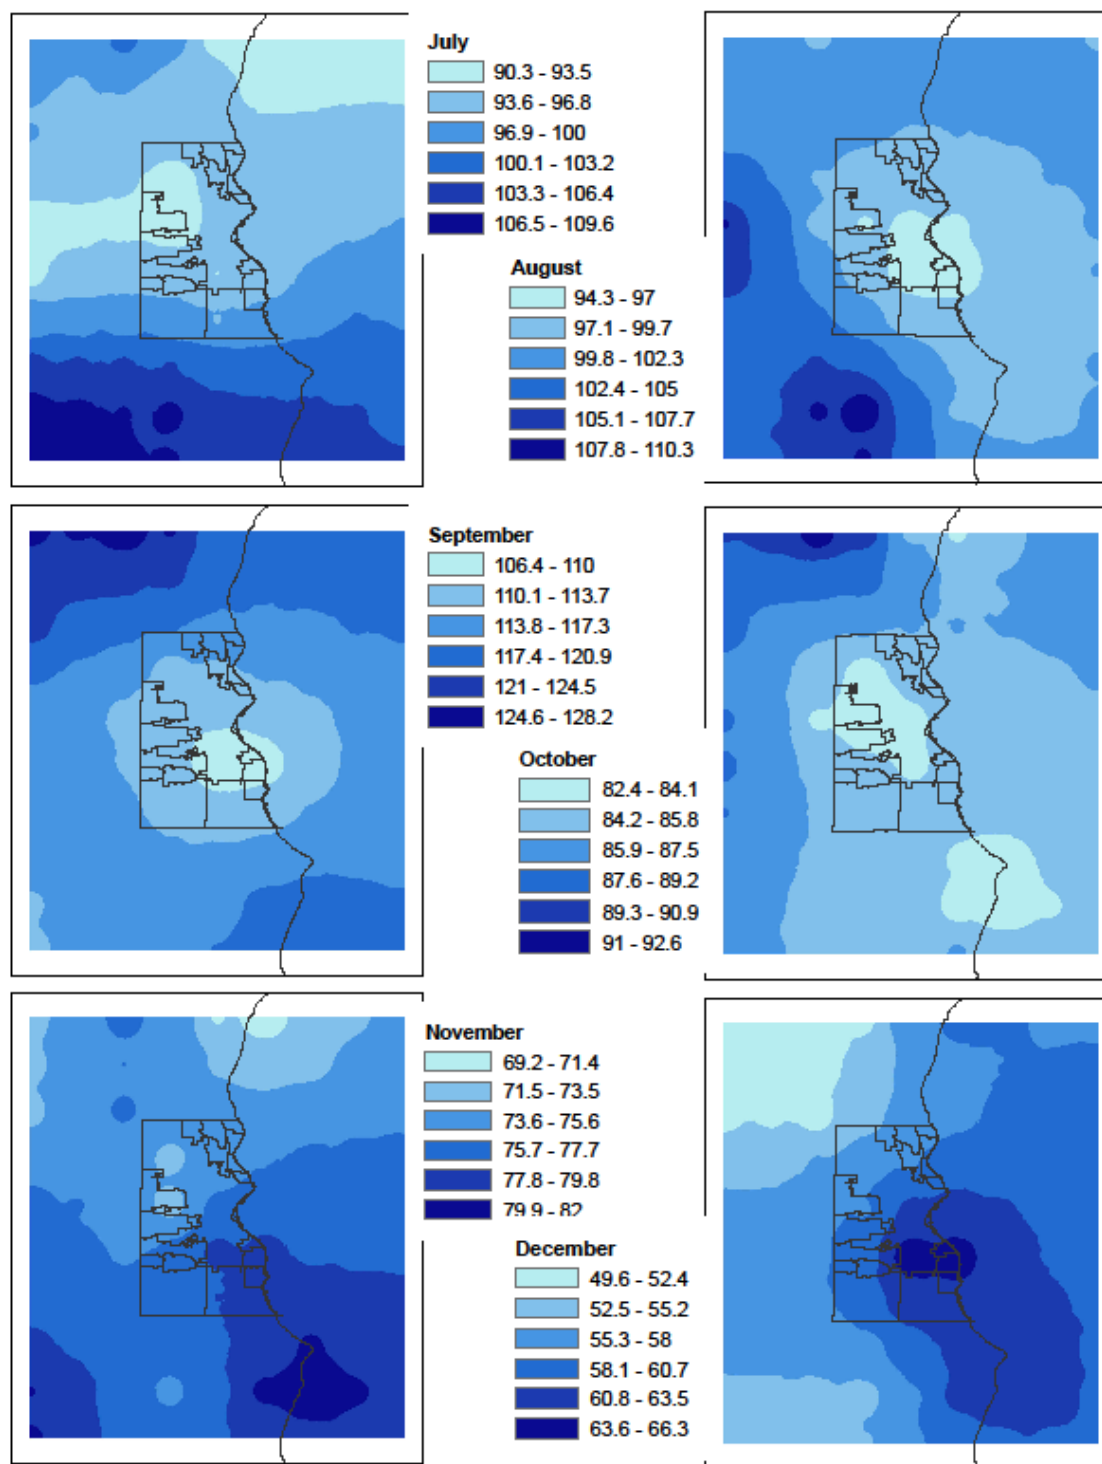 July
90.3 - 93.5
93.6 - 96.8
96.9 - 100
100.1 - 103.2
103.3 - 106.4
106.5 - 109.6
August
94.3 - 97
97.1 - 99.7
99.8 - 102.3
102.4 - 105
105.1 - 107.7
107.8 - 110.3
September
106.4 - 110
110.1 - 113.7
113.8 - 117.3
117.4 - 120.9
121 - 124.5
124.6 - 128.2
October
82.4 - 84.1
84.2 - 85.8
85.9 - 87.5
87.6 - 89.2
89.3 - 90.9
91 - 92.6
November
69.2 - 71.4
71.5 - 73.5
73.6 - 75.6
75.7 - 77.7
77.8 - 79.8
79.9 - 82
December
49.6 - 52.4
52.5 - 55.2
55.3 - 58
58.1 - 60.7
60.8 - 63.5
63.6 - 66.3